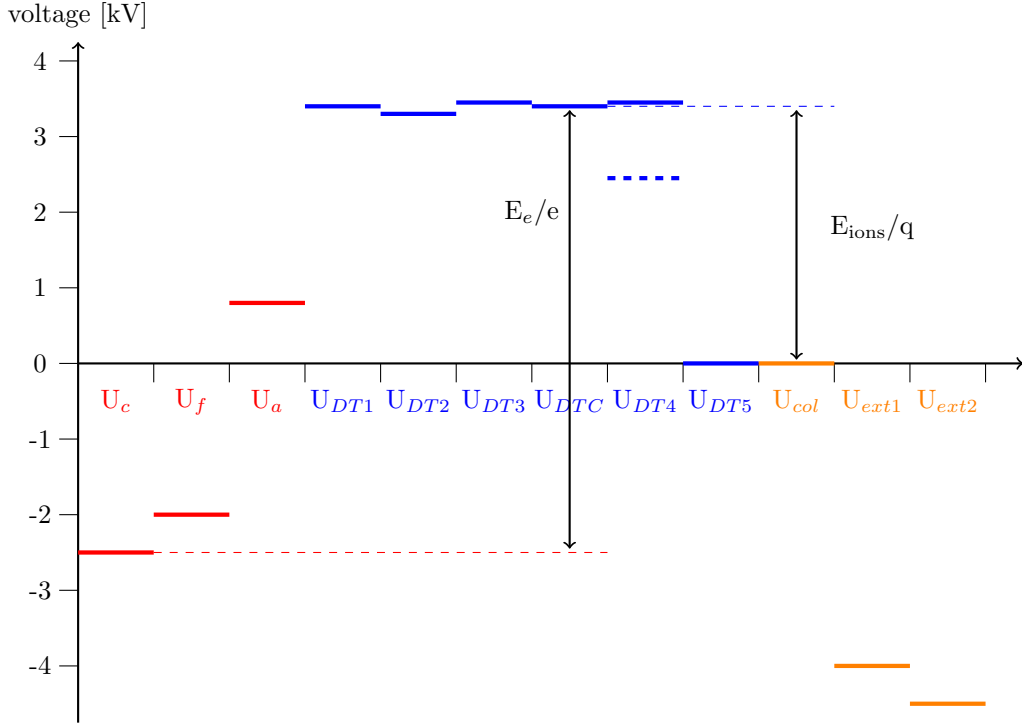 voltage [kV]
4
3
2
1
0
-1
-2
-3
-4
E_e/e
E_ions/q
U_c U_f U_a U_DT1 U_DT2 U_DT3 U_DTC U_DT4 U_DT5 U_col U_ext1 U_ext2